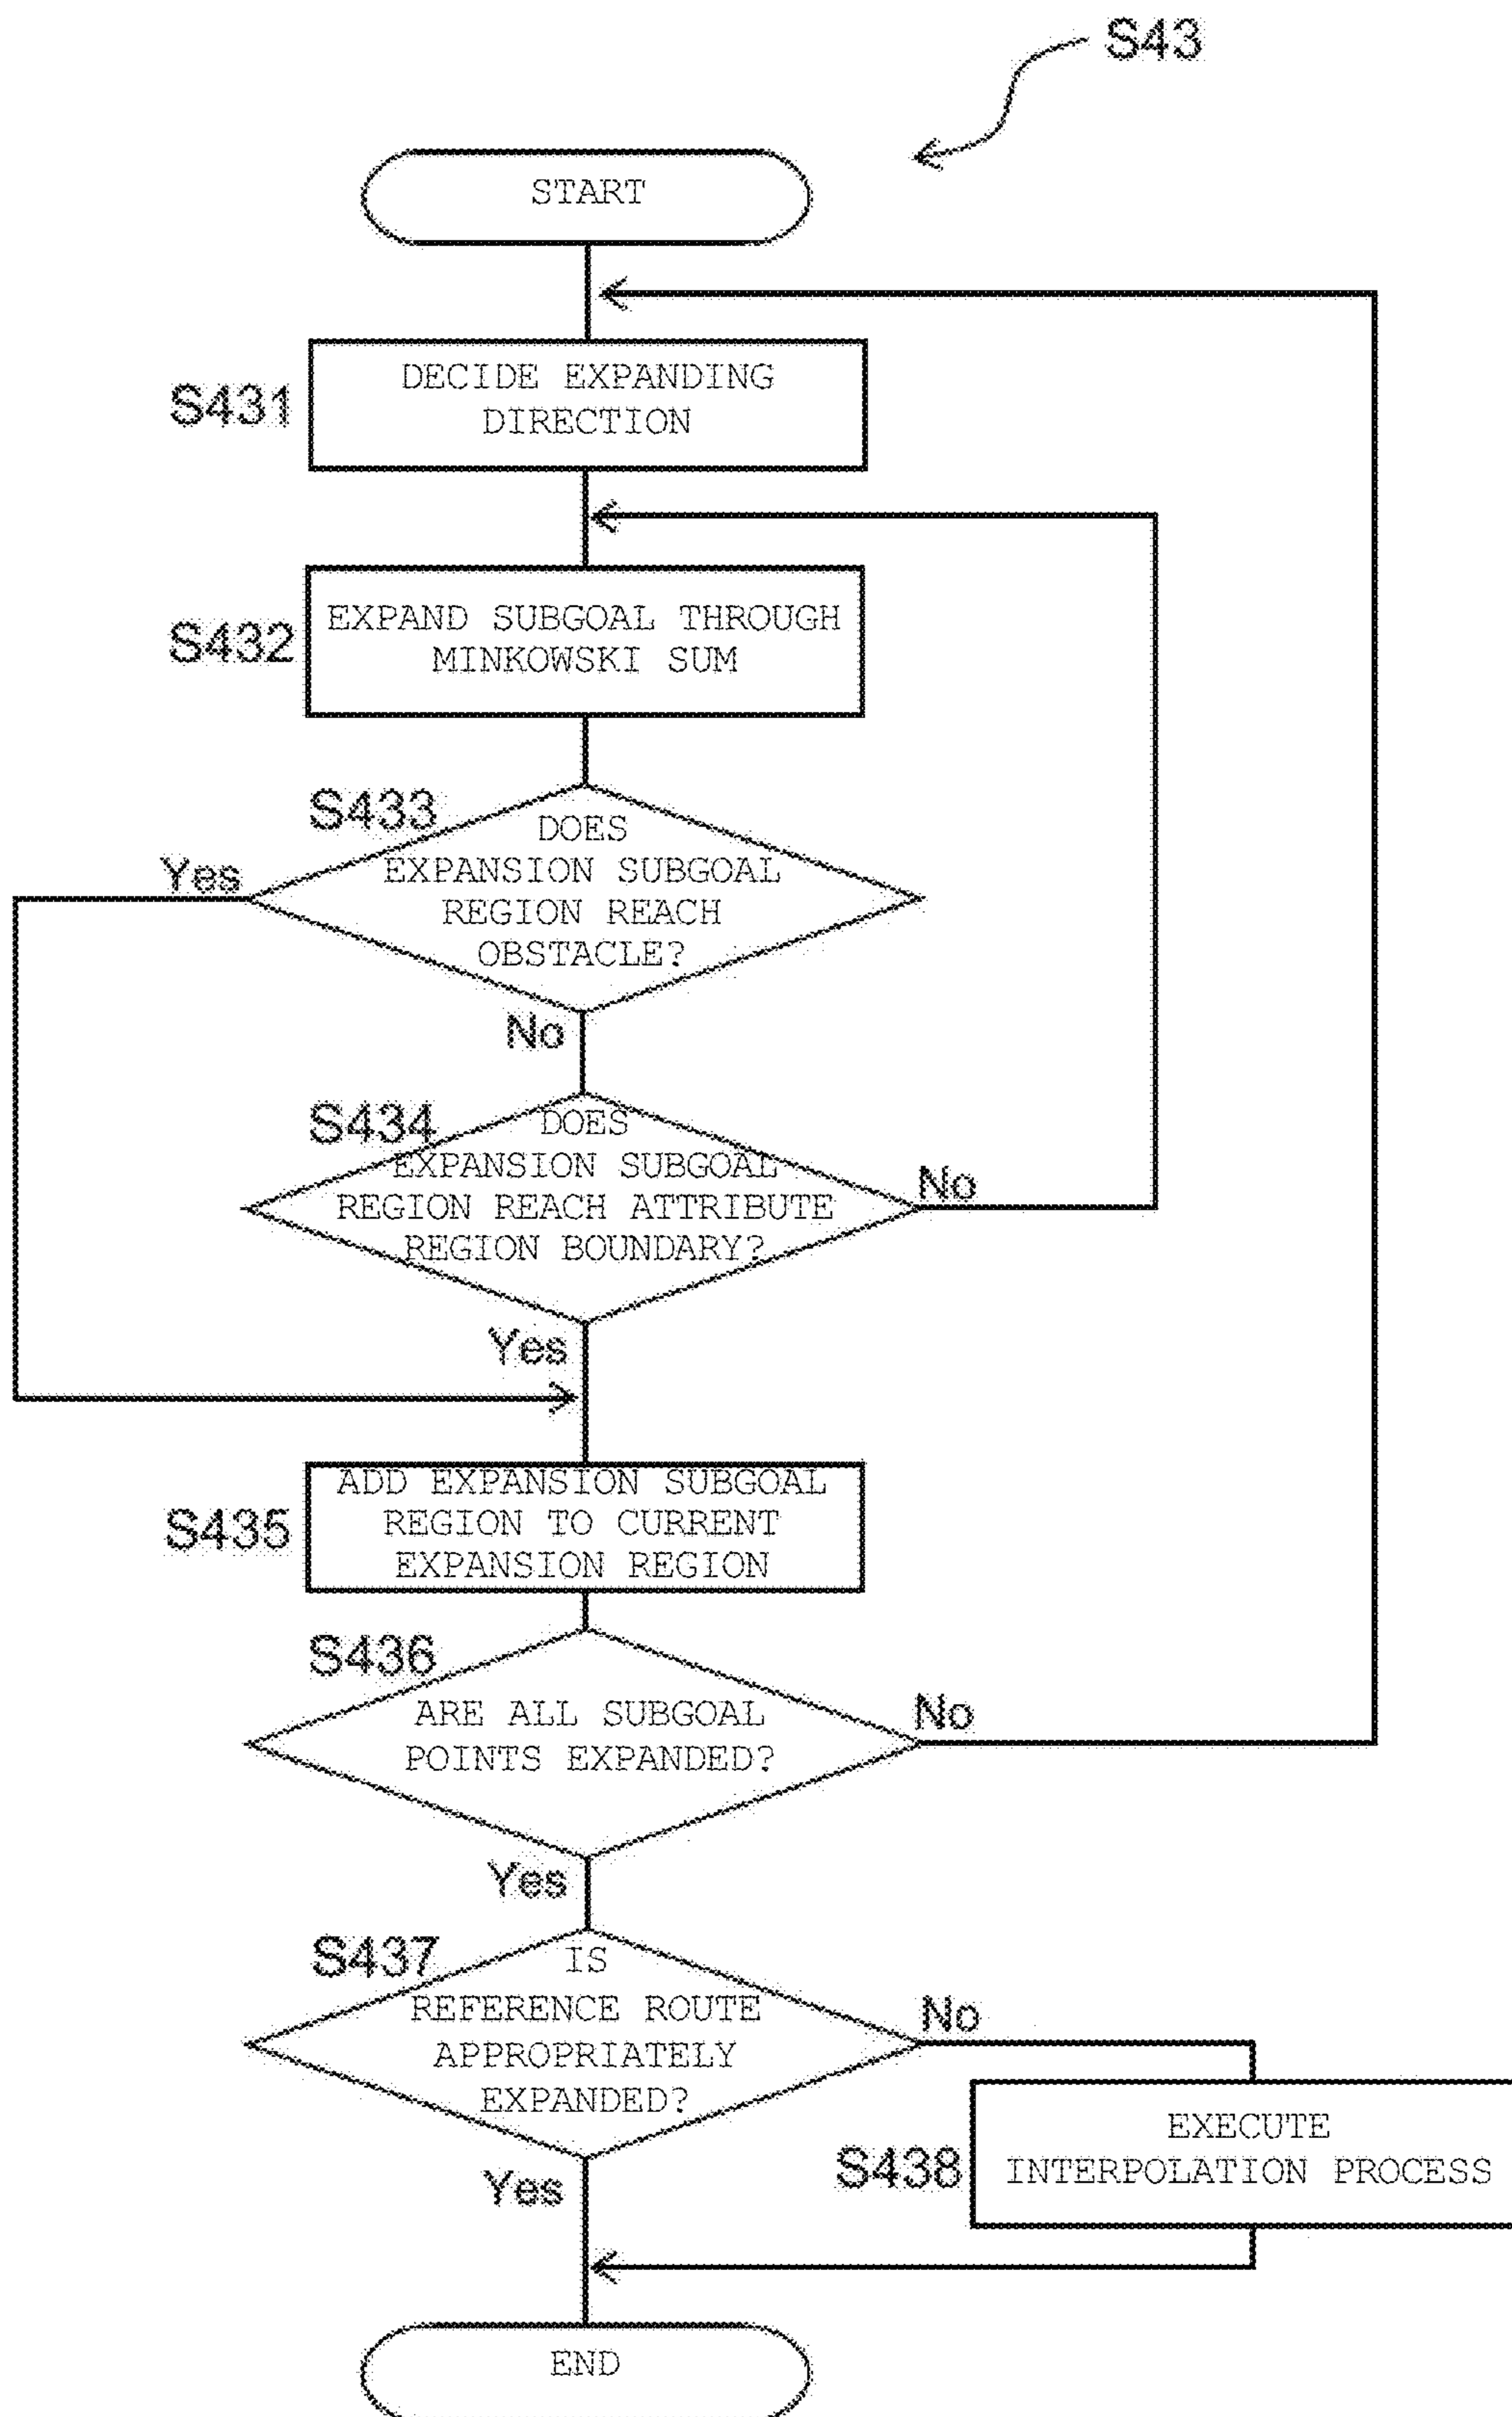 S43
START
S431
DECIDE EXPANDING
DIRECTION
S432
EXPAND SUBGOAL THROUGH
MINKOWSKI SUM
S433
DOES
EXPANSION SUBGOAL
REGION REACH
OBSTACLE?
Yes
No
S434
DOES
EXPANSION SUBGOAL
REGION REACH ATTRIBUTE
REGION BOUNDARY?
No
Yes
S435
ADD EXPANSION SUBGOAL
REGION TO CURRENT
EXPANSION REGION
S436
ARE ALL SUBGOAL
POINTS EXPANDED?
No
Yes
S437
IS
REFERENCE ROUTE
APPROPRIATELY
EXPANDED?
No
Yes
S438
EXECUTE
INTERPOLATION PROCESS
END